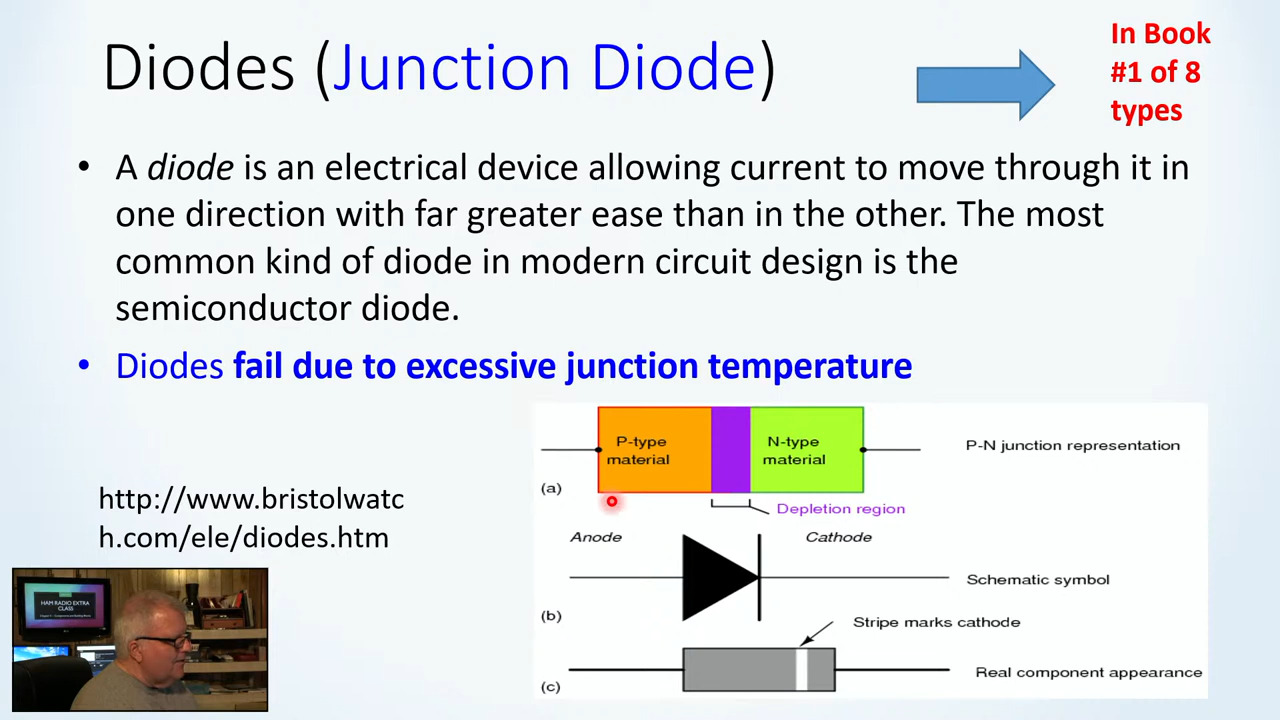 Diodes (Junction Diode)
In Book
#1 of 8
types
• A diode is an electrical device allowing current to move through it in
one direction with far greater ease than in the other. The most
common kind of diode in modern circuit design is the
semiconductor diode.
• Diodes fail due to excessive junction temperature
P-type
material
N-type
material
P-N junction representation
(a)
Depletion region
http://www.bristolwatc
h.com/ele/diodes.htm
Anode
Cathode
Schematic symbol
(b)
Stripe marks cathode
Real component appearance
(c)
HAM RADIO EXTRA
CLASS